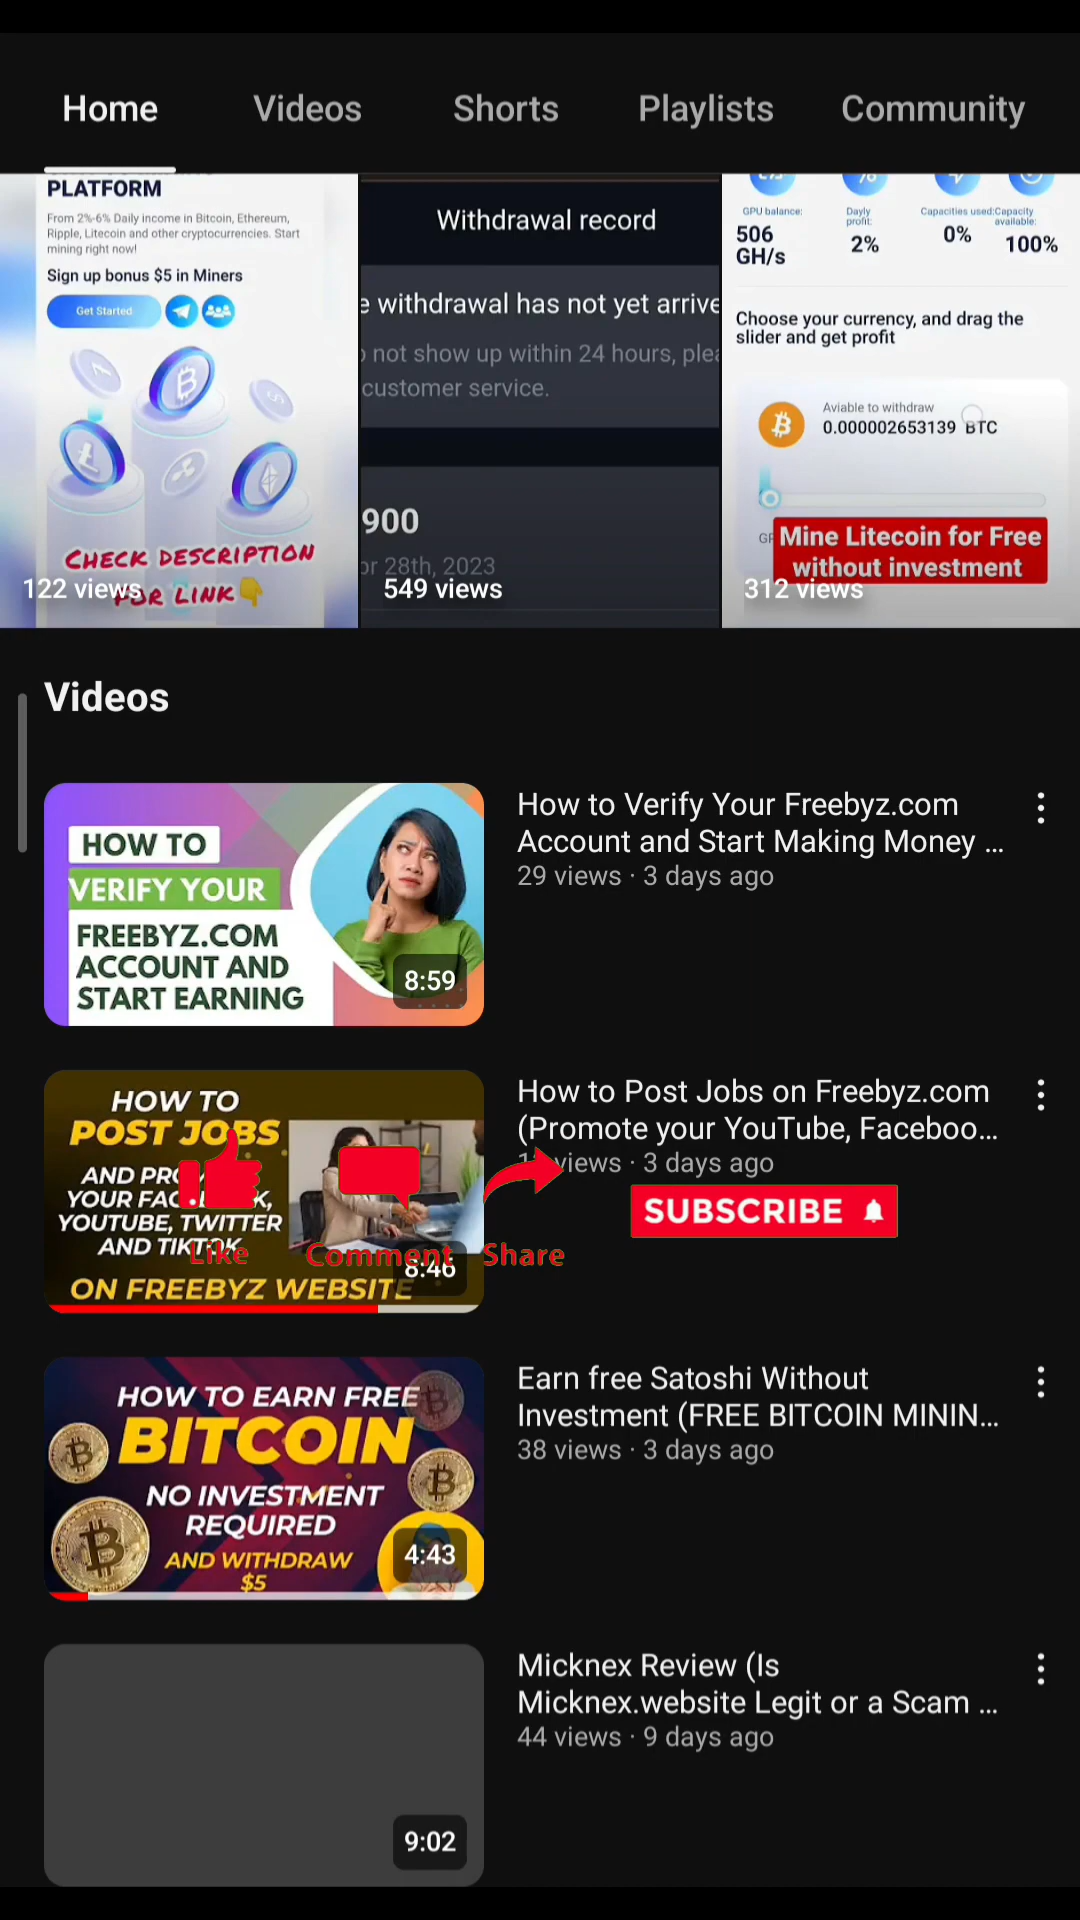 Home Videos Shorts Playlists Community
PLATFORM
From 2%-6% Daily income in Bitcoin, Ethereum,
Ripple, Litecoin and other cryptocurrencies. Start
mining right now!
Sign up bonus $5 in Miners
Get Started
CHECK DESCRIPTION
FOR LINK
122 views
Withdrawal record
withdrawal has not yet arrive
not show up within 24 hours,
customer service.
900
28th, 2023
549 views
GPU balance:
506
GH/s
Dayly
profit:
2%
Capacities used:
0%
Capacity
available:
100%
Choose your currency, and drag the
slider and get profit
Aviable to withdraw
0.000002653139 BTC
Mine Litecoin for Free
without investment
312 views
Videos
HOW TO
VERIFY YOUR
FREEBYZ.COM
ACCOUNT AND
START EARNING
8:59
How to Verify Your Freebyz.com
Account and Start Making Money ...
29 views · 3 days ago
HOW TO
POST JOBS
AND
YOUR
YOUTUBE, TWITTER
AND TIKTOK
ON FREEBYZ WEBSITE
8:46
How to Post Jobs on Freebyz.com
(Promote your YouTube, Faceboo...
views · 3 days ago
Like
Comment
Share
SUBSCRIBE
HOW TO EARN FREE
BITCOIN
NO INVESTMENT
REQUIRED
AND WITHDRAW
$5
4:43
Earn free Satoshi Without
Investment (FREE BITCOIN MININ...
38 views · 3 days ago
9:02
Micknex Review (Is
Micknex.website Legit or a Scam ...
44 views · 9 days ago